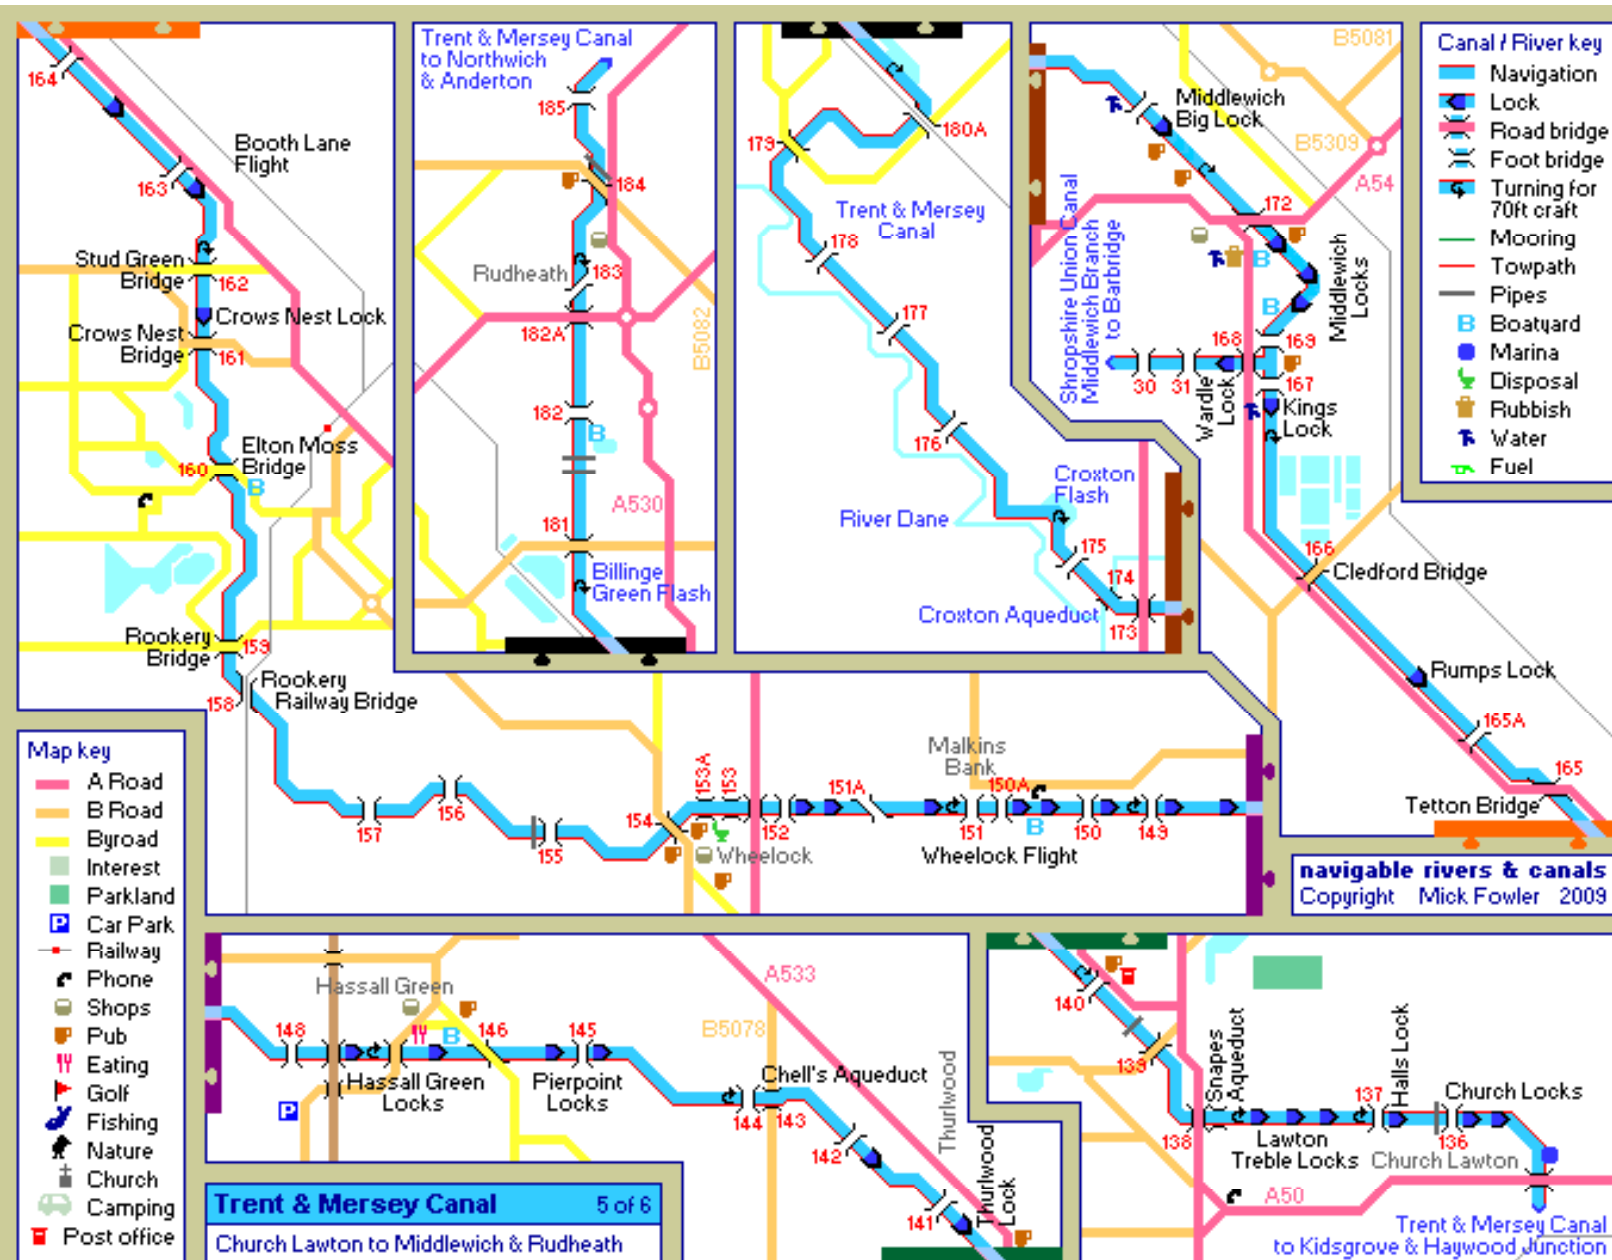 164
Booth Lane
Flight
163
Stud Green
Bridge
162
Crows Nest Lock
Crows Nest
Bridge
161
Elton Moss
Bridge
160
B
Rookery
Bridge
159
Rookery
Railway Bridge
158
Trent & Mersey Canal
to Northwich
& Anderton
185
184
Rudheath
183
182A
B5082
182
B
A530
181
Billinge
Green Flash
179
180A
Trent & Mersey
Canal
178
177
176
Croxton
Flash
River Dane
175
174
Croxton Aqueduct
173
B5081
Middlewich
Big Lock
B5309
A54
172
Shropshire Union Canal
Middlewich Branch
to Barbridge
B
B
Middlewich
Locks
168
169
30
31
Wardle
Lock
167
Kings
Lock
166
Cledford Bridge
Rumps Lock
165A
165
Tetton Bridge
Canal / River key
Navigation
Lock
Road bridge
Foot bridge
Turning for
70ft craft
Mooring
Towpath
Pipes
B Boatyard
Marina
Disposal
Rubbish
Water
Fuel
navigable rivers & canals
Copyright Mick Fowler 2009
Map key
A Road
B Road
Byroad
Interest
Parkland
P Car Park
Railway
Phone
Shops
Pub
Eating
Golf
Fishing
Nature
Church
Camping
Post office
157
156
155
154
153A
153
Wheelock
152
151A
Malkins
Bank
150A
151
B
150
149
Wheelock Flight
Hassall Green
148
B
146
145
Hassall Green
Locks
P
Pierpoint
Locks
A533
B5078
Chell's Aqueduct
144
143
142
Thurlwood
141
Thurlwood
Lock
140
139
Snapes
Aqueduct
138
Lawton
Treble Locks
137
Halls Lock
Church Locks
136
Church Lawton
A50
Trent & Mersey Canal
to Kidsgrove & Haywood Junction
Trent & Mersey Canal 5 of 6
Church Lawton to Middlewich & Rudheath